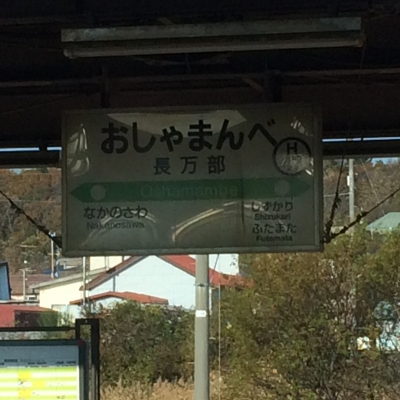 おしゃまんべ
H
47
長万部
Oshamambe
なかのさわ
Nakanosawa
しずかり
Shizukari
ふたまた
Futamata